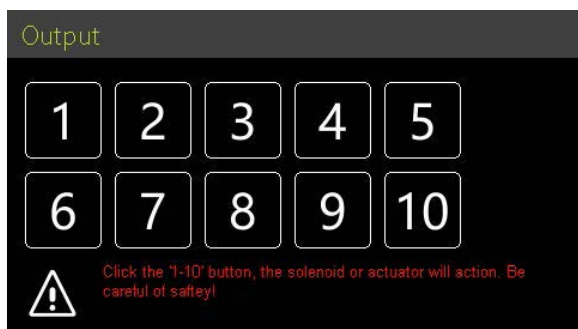 Output
1 2 3 4 5
6 7 8 9 10
Click the '1-10' button, the solenoid or actuator will action. Be
careful of saftey!